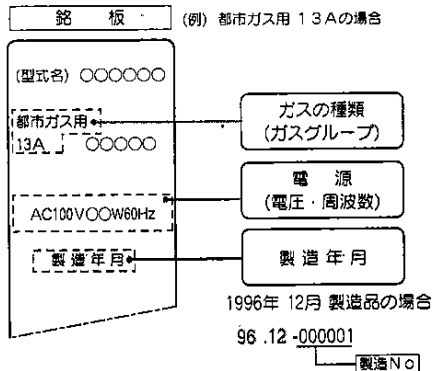 銘 板 (例) 都市ガス用 13Aの場合
(型式名) ○○○○○○
都市ガス用
13A ○○○○○
ガスの種類
(ガスグループ)
電 源
(電圧・周波数)
AC100V○○W60Hz
製造年月
製造年月
1996年 12月 製造品の場合
96.12-000001
製造No